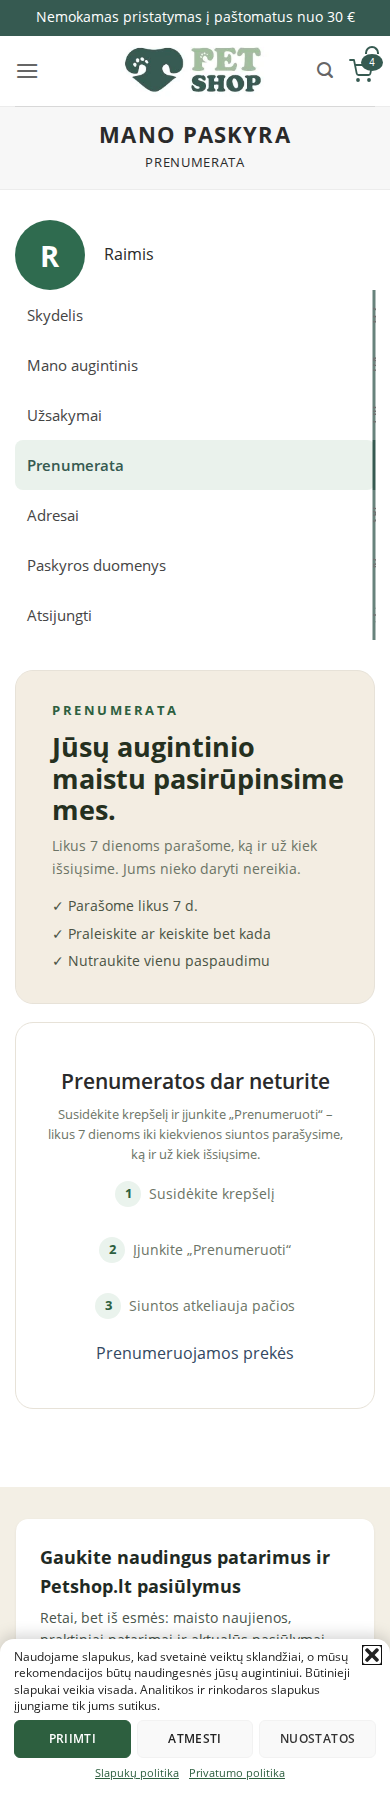 Nemokamas pristatymas į paštomatus nuo 30 €
PET
SHOP
4
MANO PASKYRA
PRENUMERATA
R
Raimis
Skydelis
Mano augintinis
Užsakymai
Prenumerata
Adresai
Paskyros duomenys
Atsijungti
PRENUMERATA
Jūsų augintinio
maistu pasirūpinsime
mes.
Likus 7 dienoms parašome, ką ir už kiek
išsiųsime. Jums nieko daryti nereikia.
✓ Parašome likus 7 d.
✓ Praleiskite ar keiskite bet kada
✓ Nutraukite vienu paspaudimu
Prenumeratos dar neturite
Susidėkite krepšelį ir įjunkite „Prenumeruoti“ –
likus 7 dienoms iki kiekvienos siuntos parašysime,
ką ir už kiek išsiųsime.
1 Susidėkite krepšelį
2 Įjunkite „Prenumeruoti“
3 Siuntos atkeliauja pačios
Prenumeruojamos prekės
Gaukite naudingus patarimus ir
Petshop.lt pasiūlymus
Retai, bet iš esmės: maisto naujienos,
praktiniai patarimai ir aktualūs pasiūlymai
Naudojame slapukus, kad svetainė veiktų sklandžiai, o mūsų
rekomendacijos būtų naudingesnės jūsų augintiniui. Būtinieji
slapukai veikia visada. Analitikos ir rinkodaros slapukus
įjungiame tik jums sutikus.
PRIIMTI
ATMESTI
NUOSTATOS
Slapukų politika
Privatumo politika